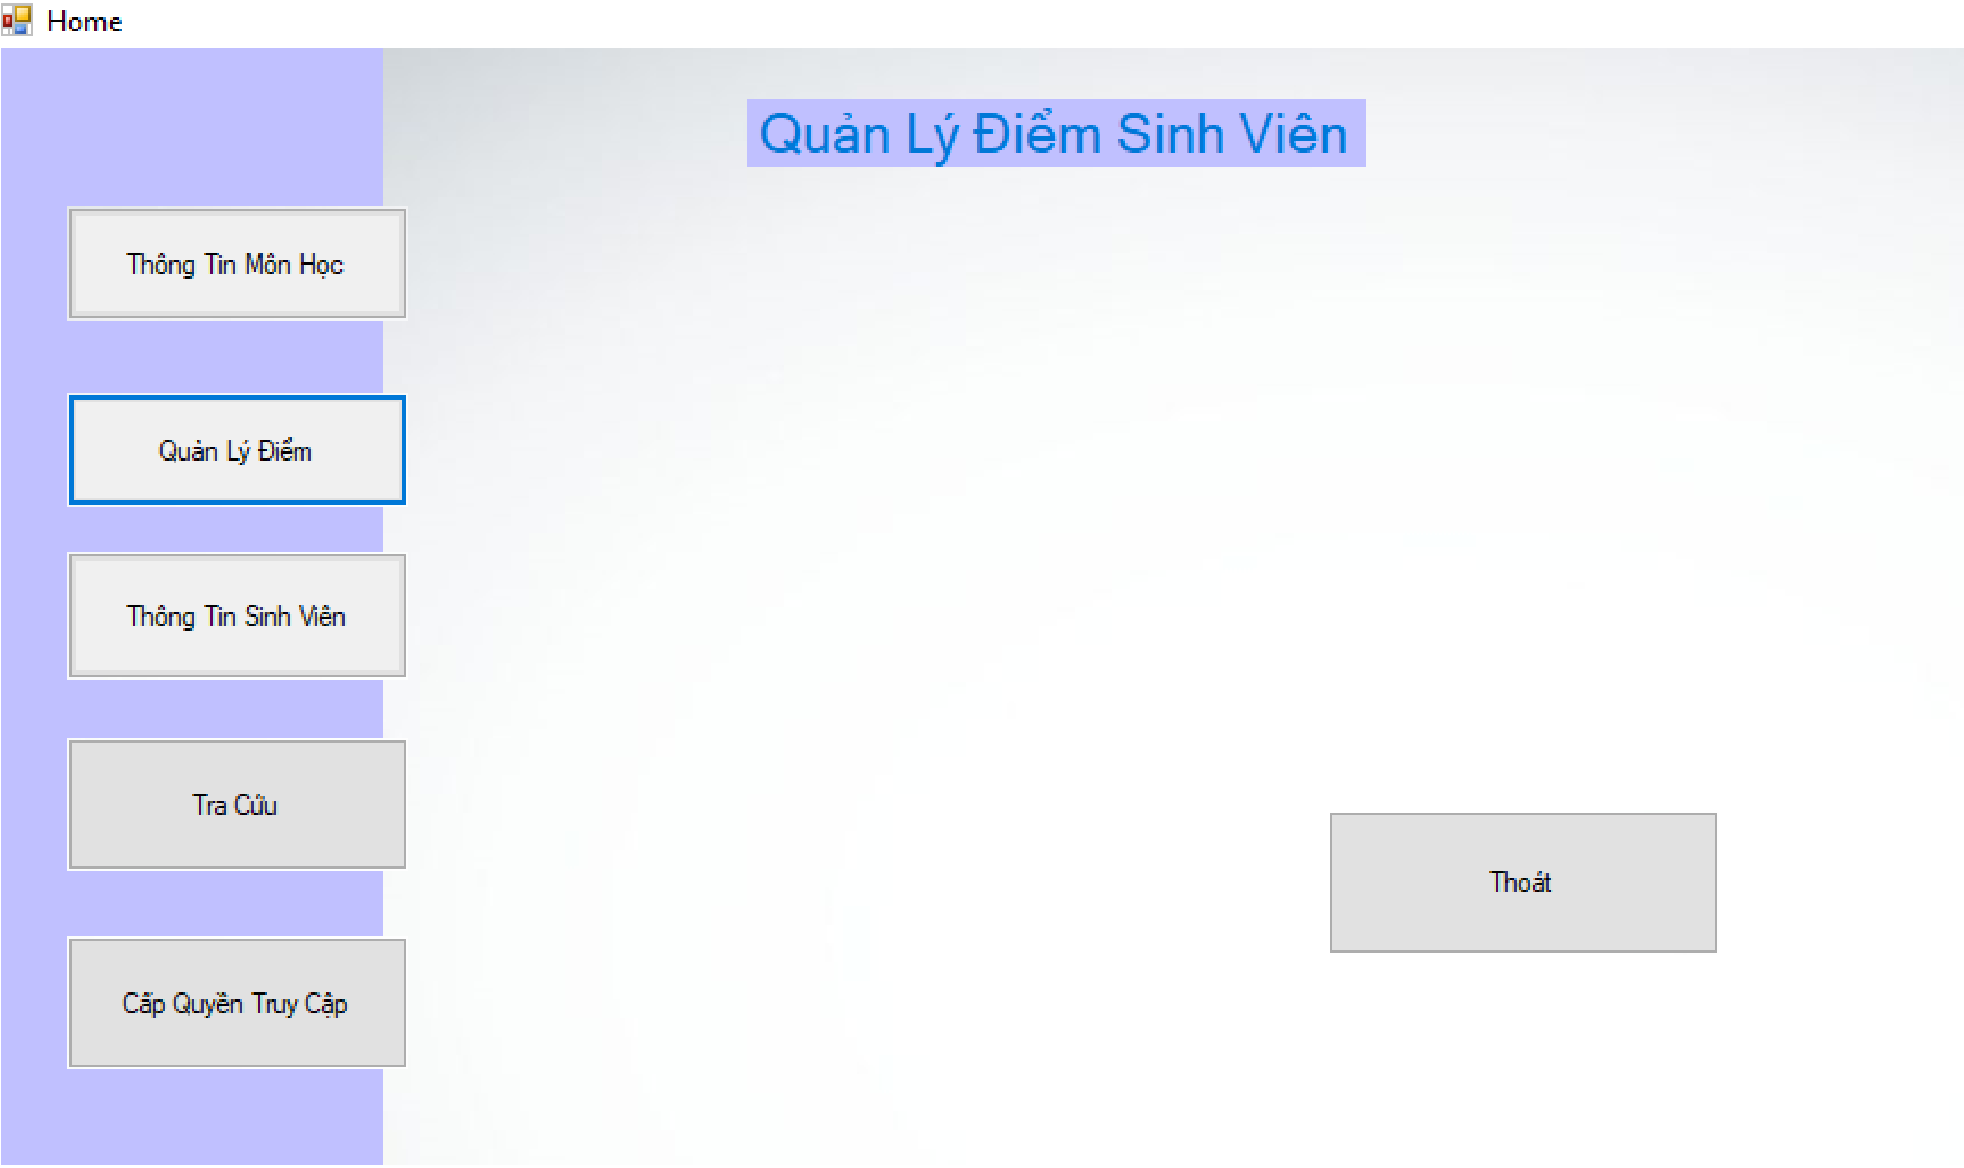 Home
Quản Lý Điểm Sinh Viên
Thông Tin Môn Học
Quản Lý Điểm
Thông Tin Sinh Viên
Tra Cứu
Thoát
Cấp Quyền Truy Cập